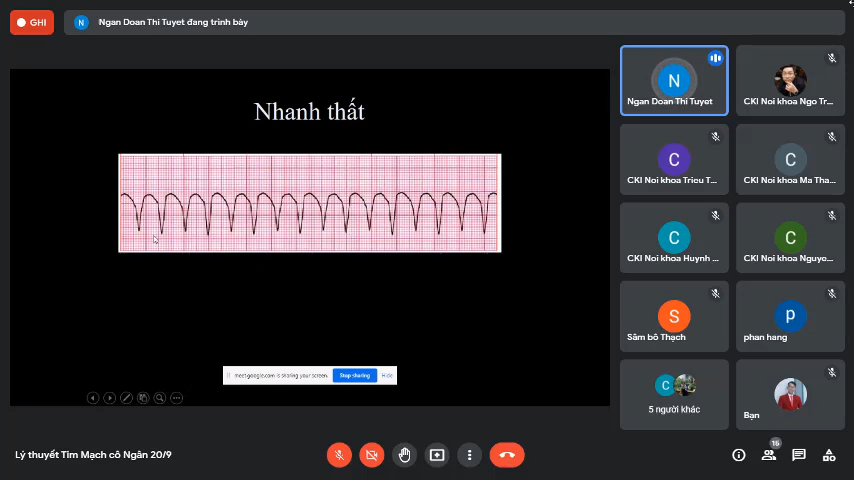 GHI
N
Ngan Doan Thi Tuyet đang trình bày
Nhanh thất
meet.google.com is sharing your screen.
Stop sharing
Hide
N
Ngan Doan Thi Tuyet
CKI Noi khoa Ngo Tr...
C
CKI Noi khoa Trieu T...
C
CKI Noi khoa Ma Tha...
C
CKI Noi khoa Huynh ...
C
CKI Noi khoa Nguye...
S
Sâm bô Thạch
p
phan hang
C
5 người khác
Bạn
Lý thuyết Tim Mạch cô Ngân 20/9
15